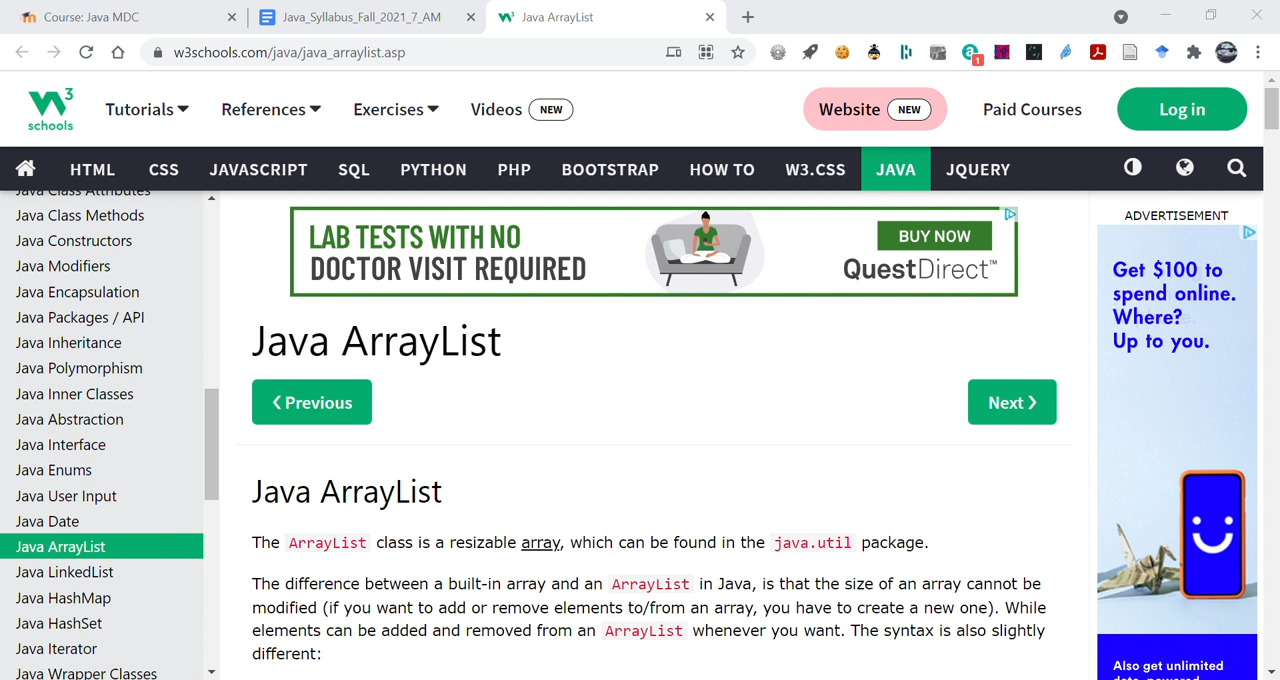 Course: Java MDC
Java_Syllabus_Fall_2021_7_AM
Java ArrayList
w3schools.com/java/java_arraylist.asp
1
3
schools
Tutorials
References
Exercises
Videos NEW
Website NEW
Paid Courses
Log in
HTML CSS JAVASCRIPT SQL PYTHON PHP BOOTSTRAP HOW TO W3.CSS JAVA JQUERY
Java Class Attributes
Java Class Methods
Java Constructors
Java Modifiers
Java Encapsulation
Java Packages / API
Java Inheritance
Java Polymorphism
Java Inner Classes
Java Abstraction
Java Interface
Java Enums
Java User Input
Java Date
Java ArrayList
Java LinkedList
Java HashMap
Java HashSet
Java Iterator
Java Wrapper Classes
LAB TESTS WITH NO
DOCTOR VISIT REQUIRED
BUY NOW
QuestDirect™
Java ArrayList
❮ Previous
Next ❯
Java ArrayList
The ArrayList class is a resizable array, which can be found in the java.util package.
The difference between a built-in array and an ArrayList in Java, is that the size of an array cannot be
modified (if you want to add or remove elements to/from an array, you have to create a new one). While
elements can be added and removed from an ArrayList whenever you want. The syntax is also slightly
different:
ADVERTISEMENT
Get $100 to
spend online.
Where?
Up to you.
Also get unlimited
data, powered